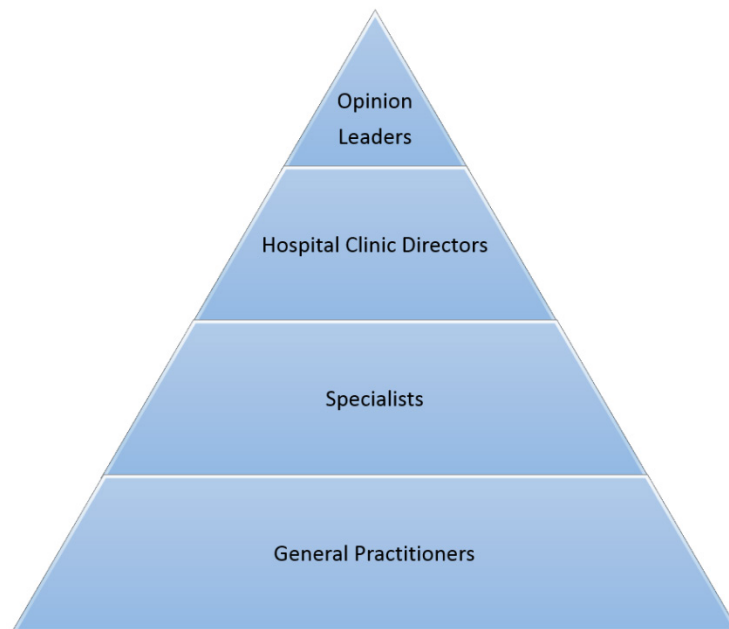 Opinion
Leaders
Hospital Clinic Directors
Specialists
General Practitioners